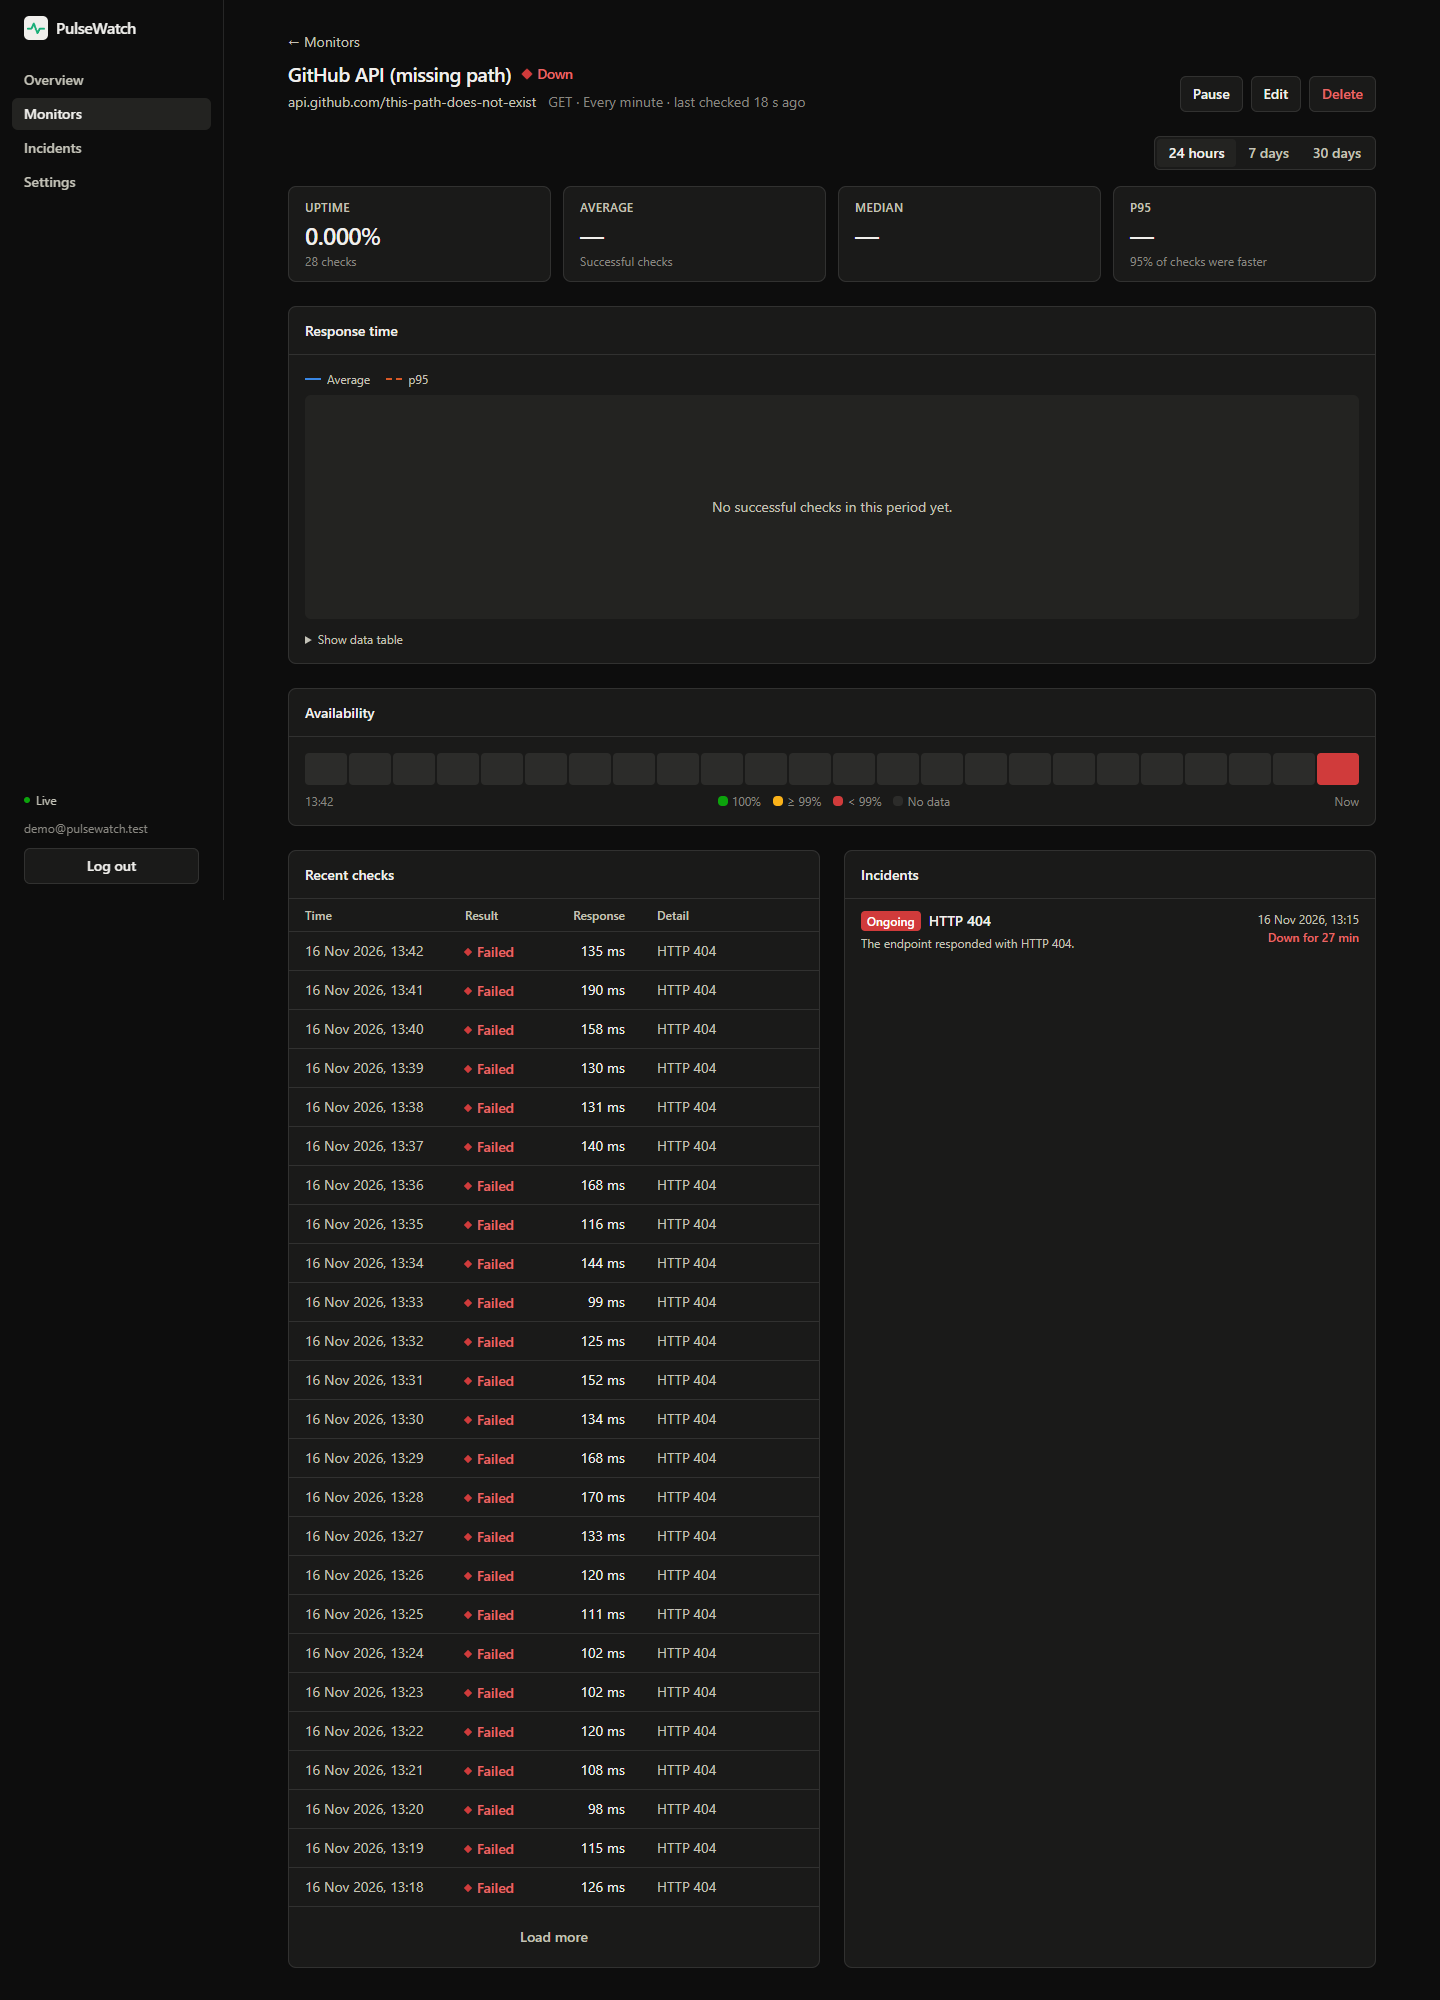 PulseWatch
Overview
Monitors
Incidents
Settings
Live
demo@pulsewatch.test
Log out
← Monitors
GitHub API (missing path) Down
api.github.com/this-path-does-not-exist GET · Every minute · last checked 18 s ago
Pause Edit Delete
24 hours 7 days 30 days
UPTIME
0.000%
28 checks
AVERAGE
—
Successful checks
MEDIAN
—
P95
—
95% of checks were faster
Response time
Average p95
No successful checks in this period yet.
Show data table
Availability
13:42 100% ≥ 99% < 99% No data Now
Recent checks
Time Result Response Detail
16 Nov 2026, 13:42 Failed 135 ms HTTP 404
16 Nov 2026, 13:41 Failed 190 ms HTTP 404
16 Nov 2026, 13:40 Failed 158 ms HTTP 404
16 Nov 2026, 13:39 Failed 130 ms HTTP 404
16 Nov 2026, 13:38 Failed 131 ms HTTP 404
16 Nov 2026, 13:37 Failed 140 ms HTTP 404
16 Nov 2026, 13:36 Failed 168 ms HTTP 404
16 Nov 2026, 13:35 Failed 116 ms HTTP 404
16 Nov 2026, 13:34 Failed 144 ms HTTP 404
16 Nov 2026, 13:33 Failed 99 ms HTTP 404
16 Nov 2026, 13:32 Failed 125 ms HTTP 404
16 Nov 2026, 13:31 Failed 152 ms HTTP 404
16 Nov 2026, 13:30 Failed 134 ms HTTP 404
16 Nov 2026, 13:29 Failed 168 ms HTTP 404
16 Nov 2026, 13:28 Failed 170 ms HTTP 404
16 Nov 2026, 13:27 Failed 133 ms HTTP 404
16 Nov 2026, 13:26 Failed 120 ms HTTP 404
16 Nov 2026, 13:25 Failed 111 ms HTTP 404
16 Nov 2026, 13:24 Failed 102 ms HTTP 404
16 Nov 2026, 13:23 Failed 102 ms HTTP 404
16 Nov 2026, 13:22 Failed 120 ms HTTP 404
16 Nov 2026, 13:21 Failed 108 ms HTTP 404
16 Nov 2026, 13:20 Failed 98 ms HTTP 404
16 Nov 2026, 13:19 Failed 115 ms HTTP 404
16 Nov 2026, 13:18 Failed 126 ms HTTP 404
Load more
Incidents
Ongoing HTTP 404 16 Nov 2026, 13:15
The endpoint responded with HTTP 404. Down for 27 min